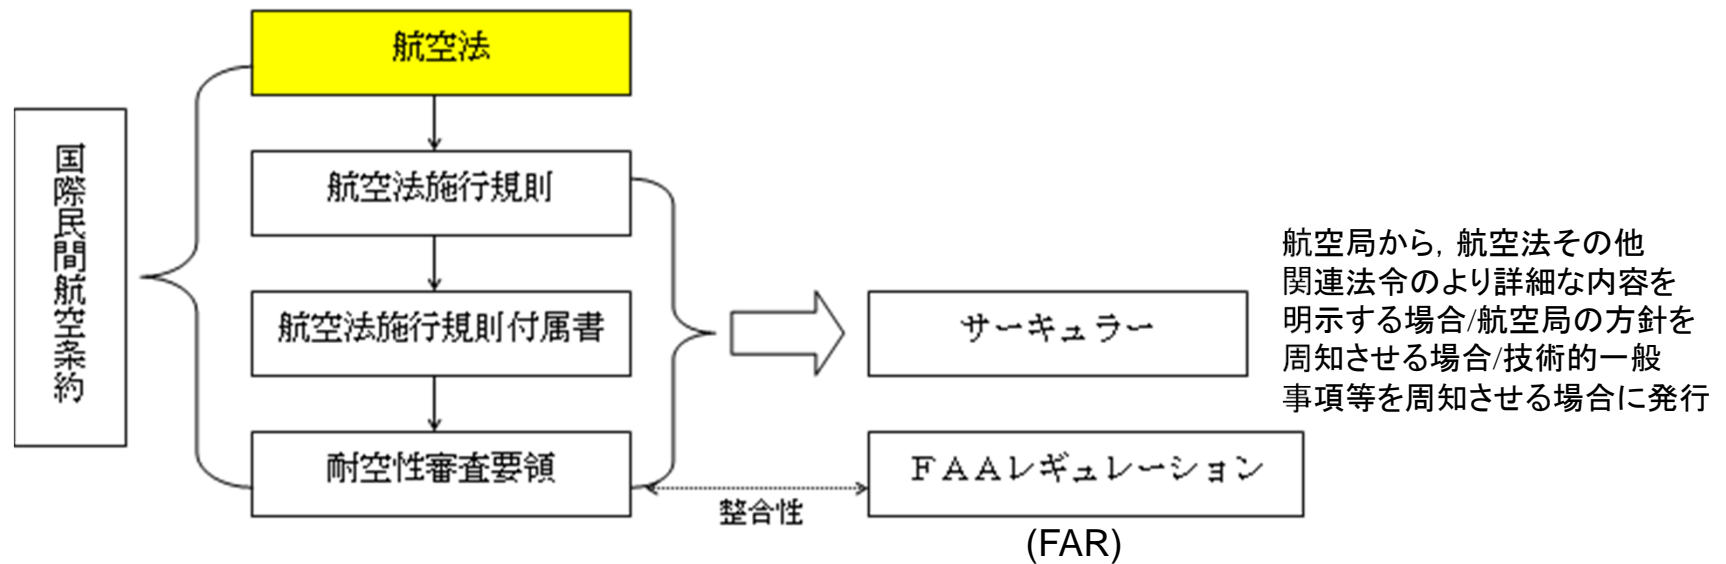 国際民間航空条約
航空法
航空法施行規則
航空法施行規則付属書
耐空性審査要領
整合性
サーキュラー
ＦＡＡレギュレーション
(FAR)
航空局から，航空法その他
関連法令のより詳細な内容を
明示する場合/航空局の方針を
周知させる場合/技術的一般
事項等を周知させる場合に発行